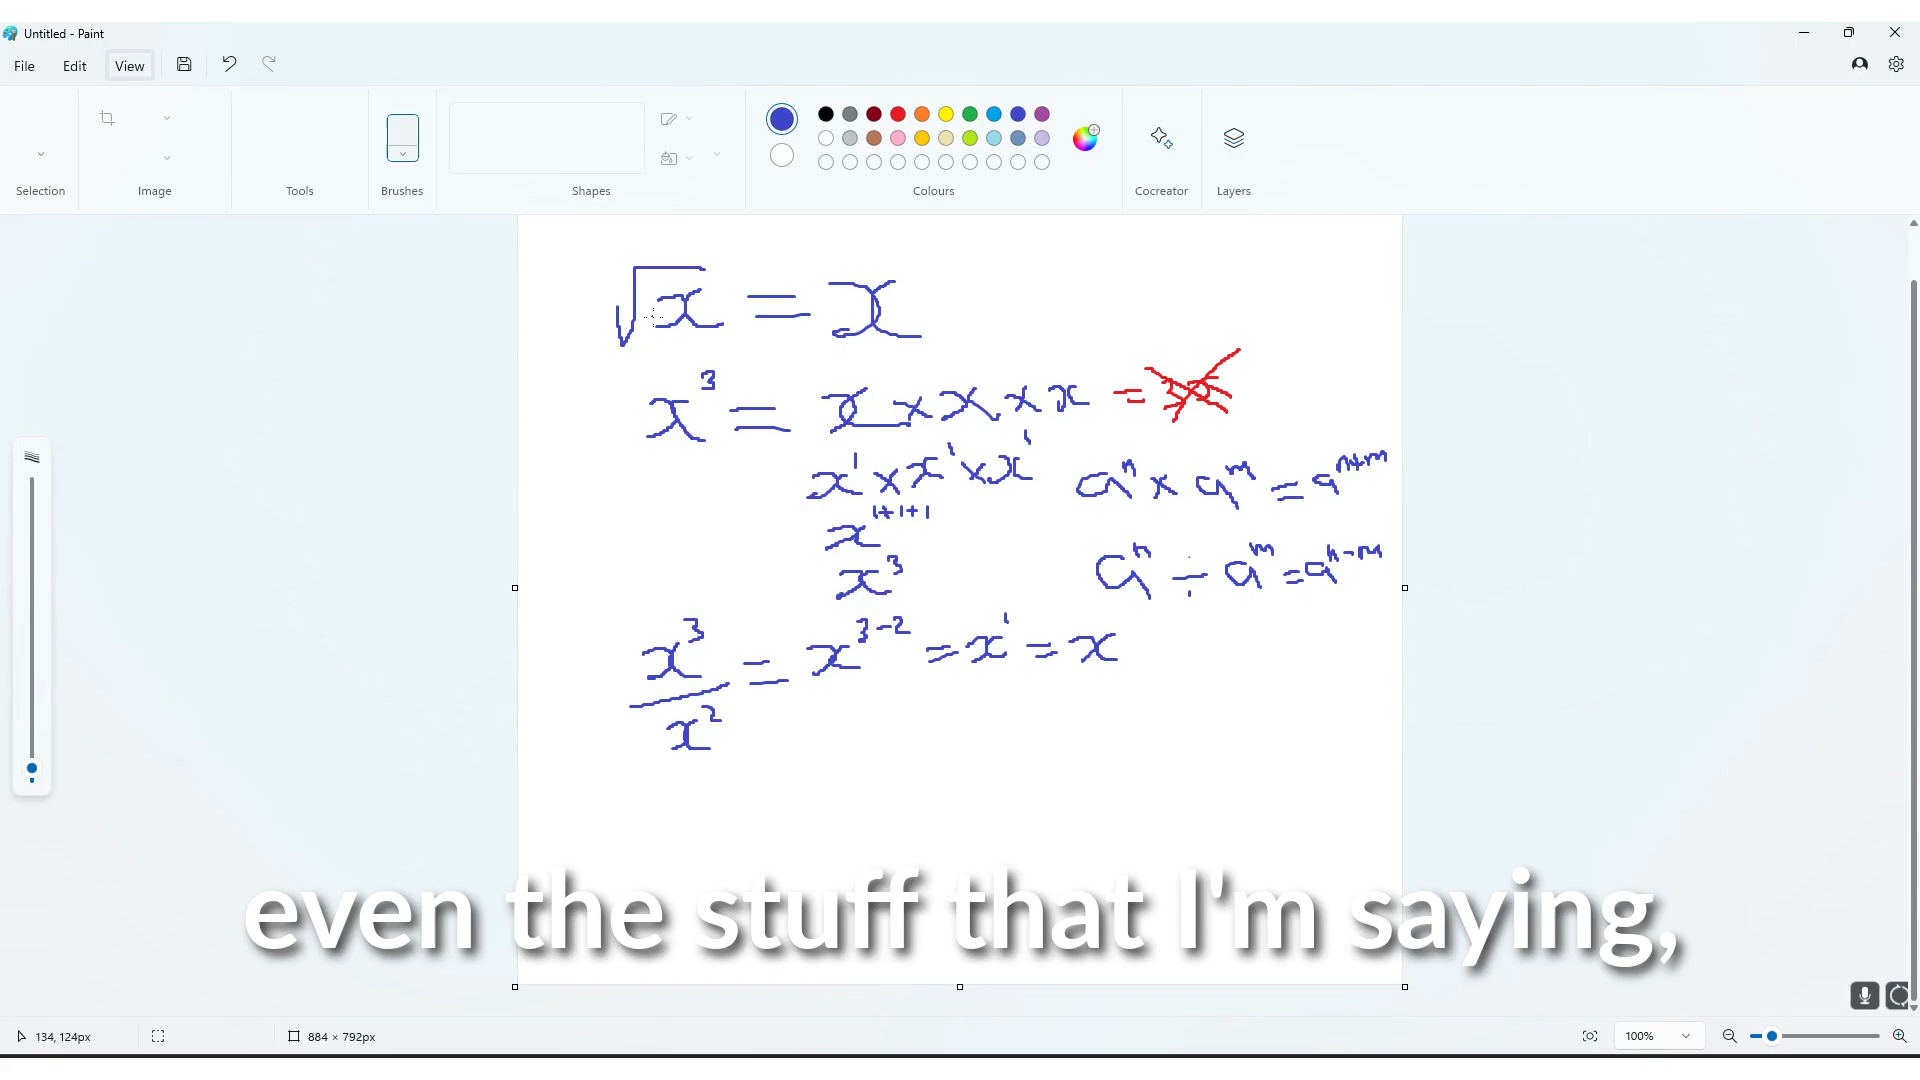 Untitled - Paint
File Edit View
Selection Image Tools Brushes Shapes Colours Cocreator Layers
√x = x
x³ = x × x × x =
x¹ × x¹ × x¹
aⁿ × aᵐ = aⁿ⁺ᵐ
x¹⁺¹⁺¹
x³
aⁿ ÷ aᵐ = aⁿ⁻ᵐ
x³/x² = x³⁻² = x¹ = x
even the stuff that I'm saying,
134, 124px 884 × 792px 100%